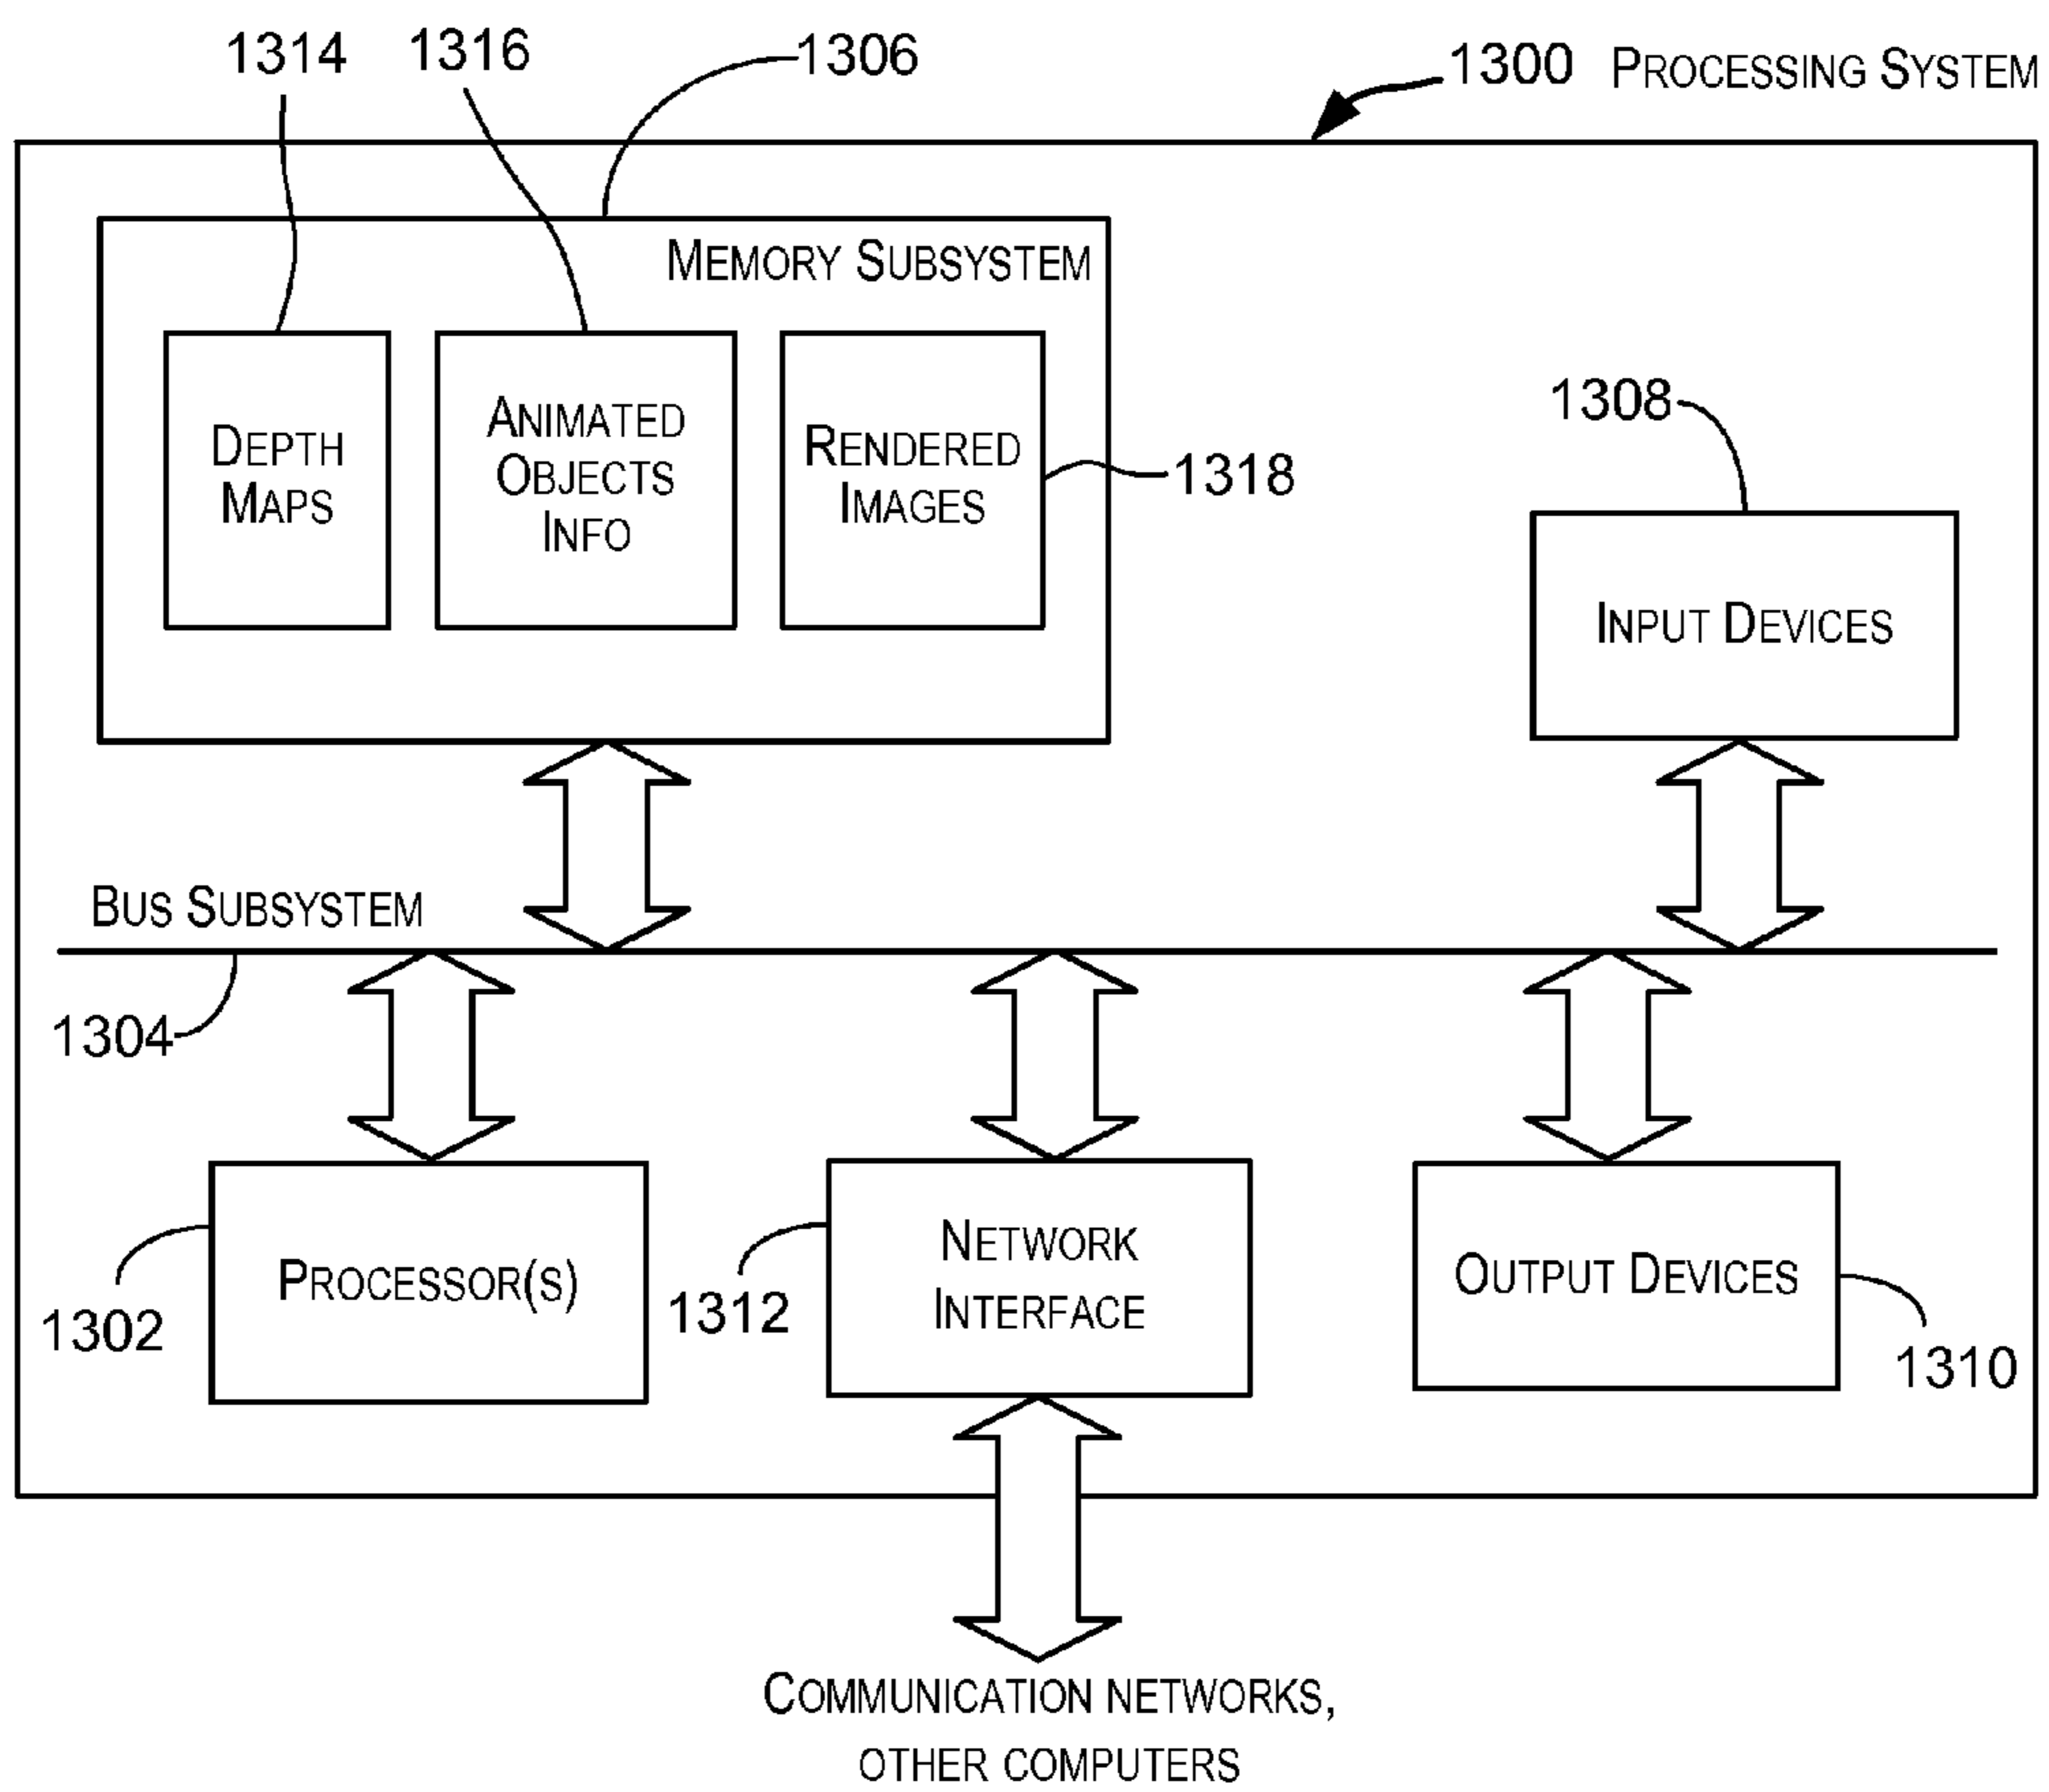 1314
1316
1306
1300 PROCESSING SYSTEM
MEMORY SUBSYSTEM
DEPTH
MAPS
ANIMATED
OBJECTS
INFO
RENDERED
IMAGES
1318
1308
INPUT DEVICES
BUS SUBSYSTEM
1304
PROCESSOR(S)
1302
NETWORK
INTERFACE
1312
OUTPUT DEVICES
1310
COMMUNICATION NETWORKS,
OTHER COMPUTERS